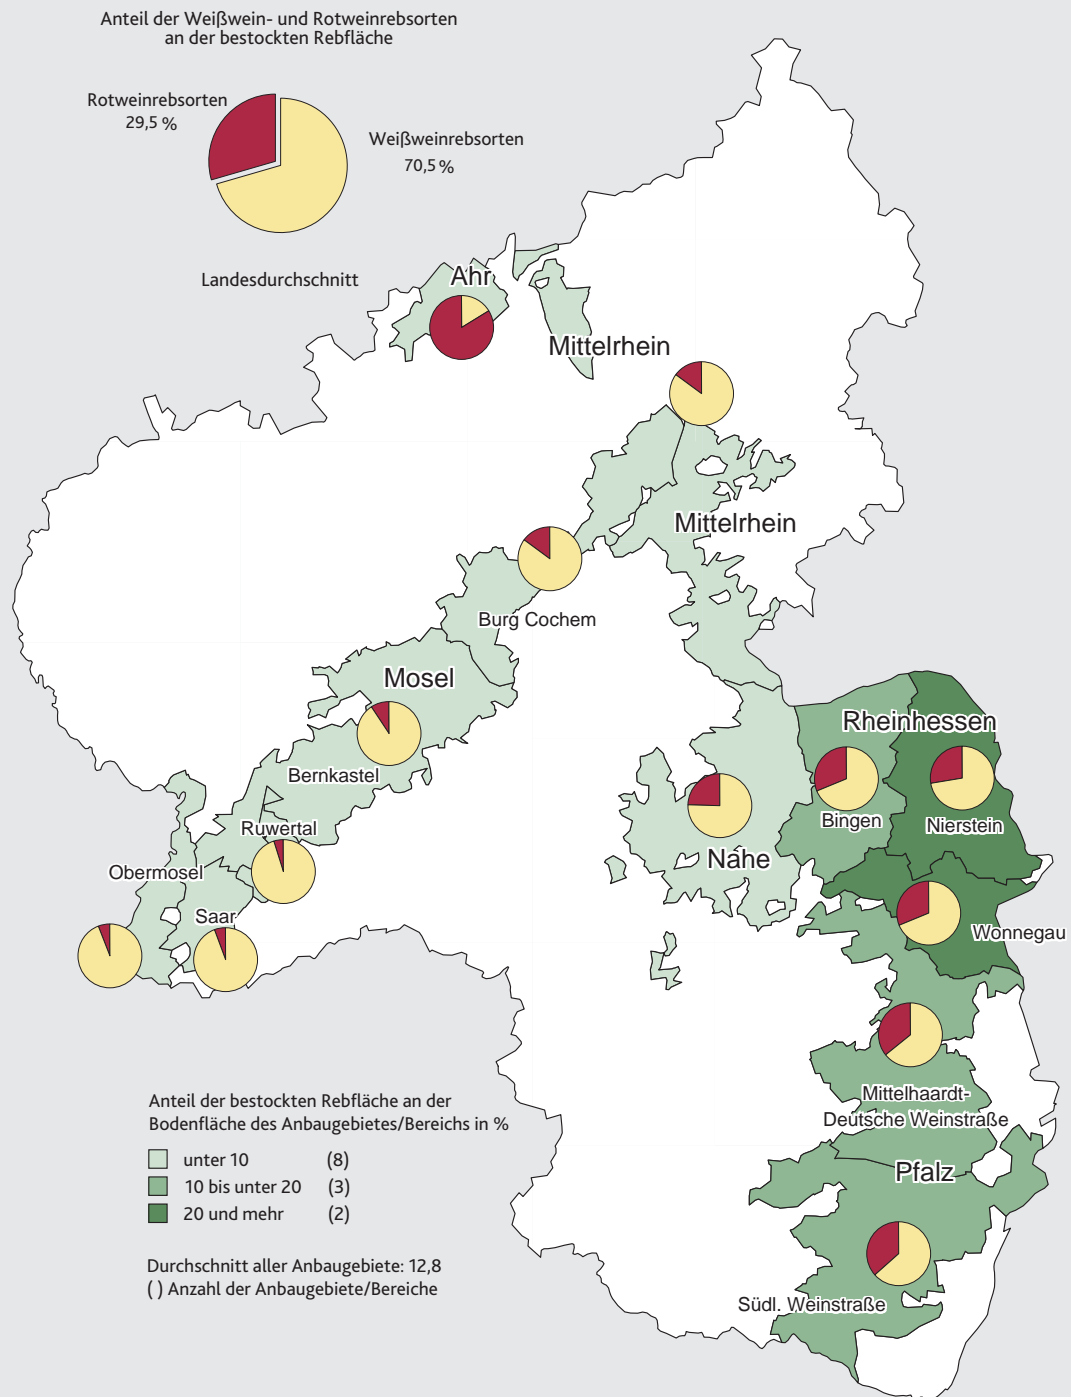 Anteil der Weißwein- und Rotweinrebsorten
an der bestockten Rebfläche
Rotweinrebsorten
29,5 %
Weißweinrebsorten
70,5 %
Landesdurchschnitt
Ahr
Mittelrhein
Mittelrhein
Burg Cochem
Mosel
Bernkastel
Ruwertal
Obermosel
Saar
Rheinhessen
Bingen
Nierstein
Nahe
Wonnegau
Mittelhaardt-
Deutsche Weinstraße
Pfalz
Südl. Weinstraße
Anteil der bestockten Rebfläche an der
Bodenfläche des Anbaugebietes/Bereichs in %
unter 10 (8)
10 bis unter 20 (3)
20 und mehr (2)
Durchschnitt aller Anbaugebiete: 12,8
( ) Anzahl der Anbaugebiete/Bereiche